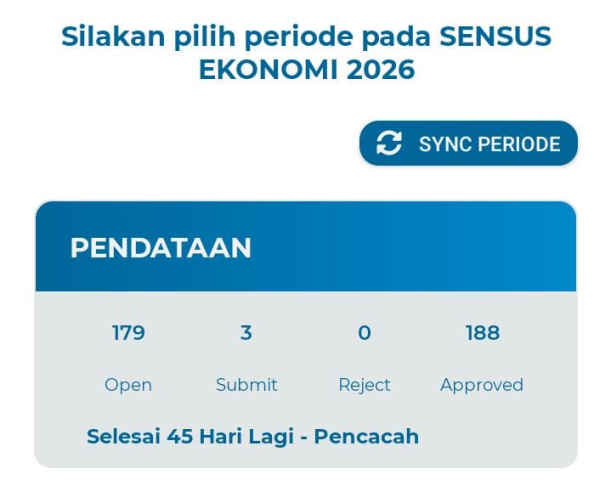 Silakan pilih periode pada SENSUS
EKONOMI 2026
SYNC PERIODE
PENDATAAN
179 3 0 188
Open Submit Reject Approved
Selesai 45 Hari Lagi - Pencacah